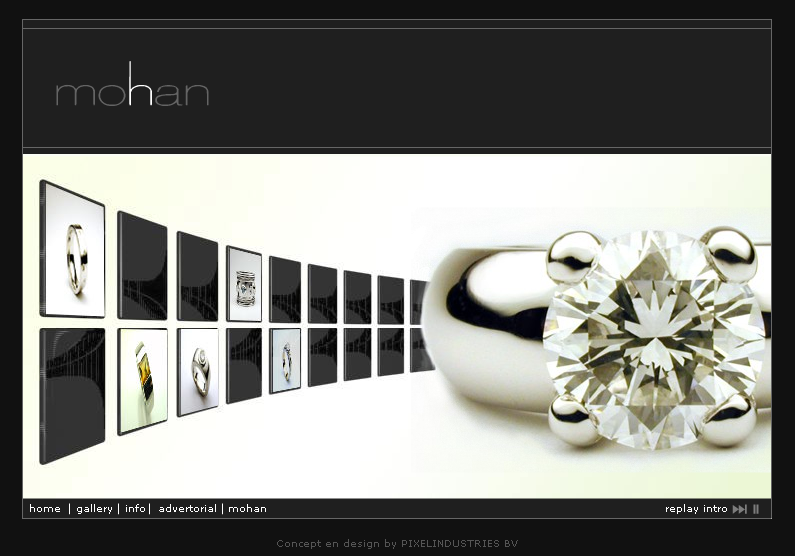 mohan
home | gallery | info | advertorial | mohan
replay intro
Concept en design by PIXELINDUSTRIES BV